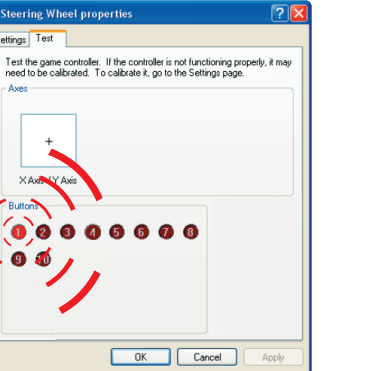 Steering Wheel properties
ettings Test
Test the game controller. If the controller is not functioning properly, it may
need to be calibrated. To calibrate it, go to the Settings page.
Axes
X Axis / Y Axis
Buttons
1 2 3 4 5 6 7 8
9 10
OK Cancel Apply